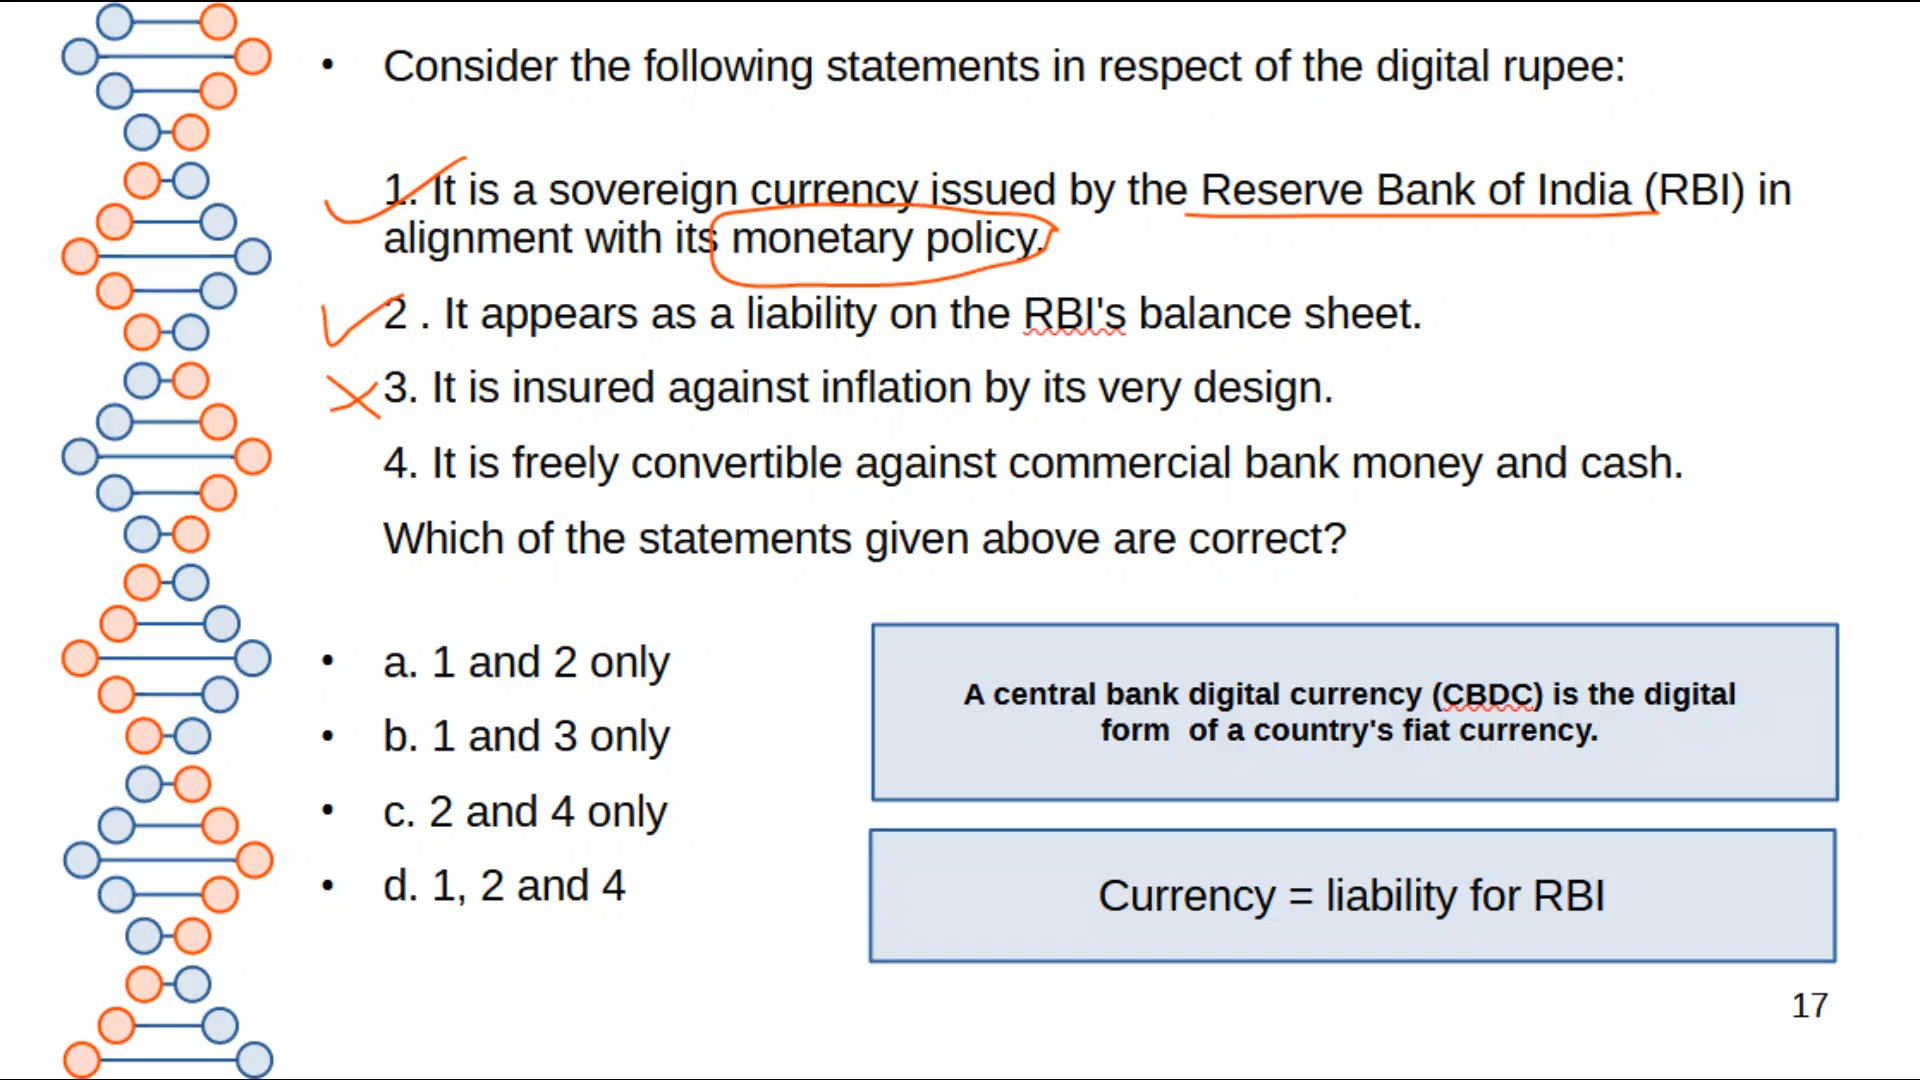 • Consider the following statements in respect of the digital rupee:
1. It is a sovereign currency issued by the Reserve Bank of India (RBI) in
alignment with its monetary policy.
2 . It appears as a liability on the RBI's balance sheet.
3. It is insured against inflation by its very design.
4. It is freely convertible against commercial bank money and cash.
Which of the statements given above are correct?
• a. 1 and 2 only
• b. 1 and 3 only
• c. 2 and 4 only
• d. 1, 2 and 4
A central bank digital currency (CBDC) is the digital
form of a country's fiat currency.
Currency = liability for RBI
17